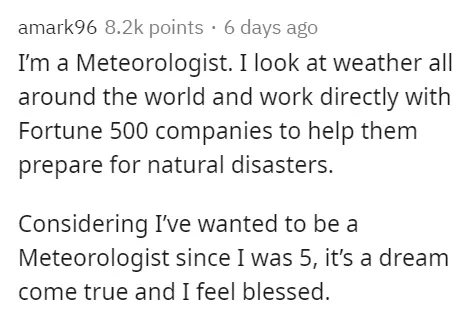 amark96 8.2k points · 6 days ago
I’m a Meteorologist. I look at weather all
around the world and work directly with
Fortune 500 companies to help them
prepare for natural disasters.
Considering I’ve wanted to be a
Meteorologist since I was 5, it’s a dream
come true and I feel blessed.